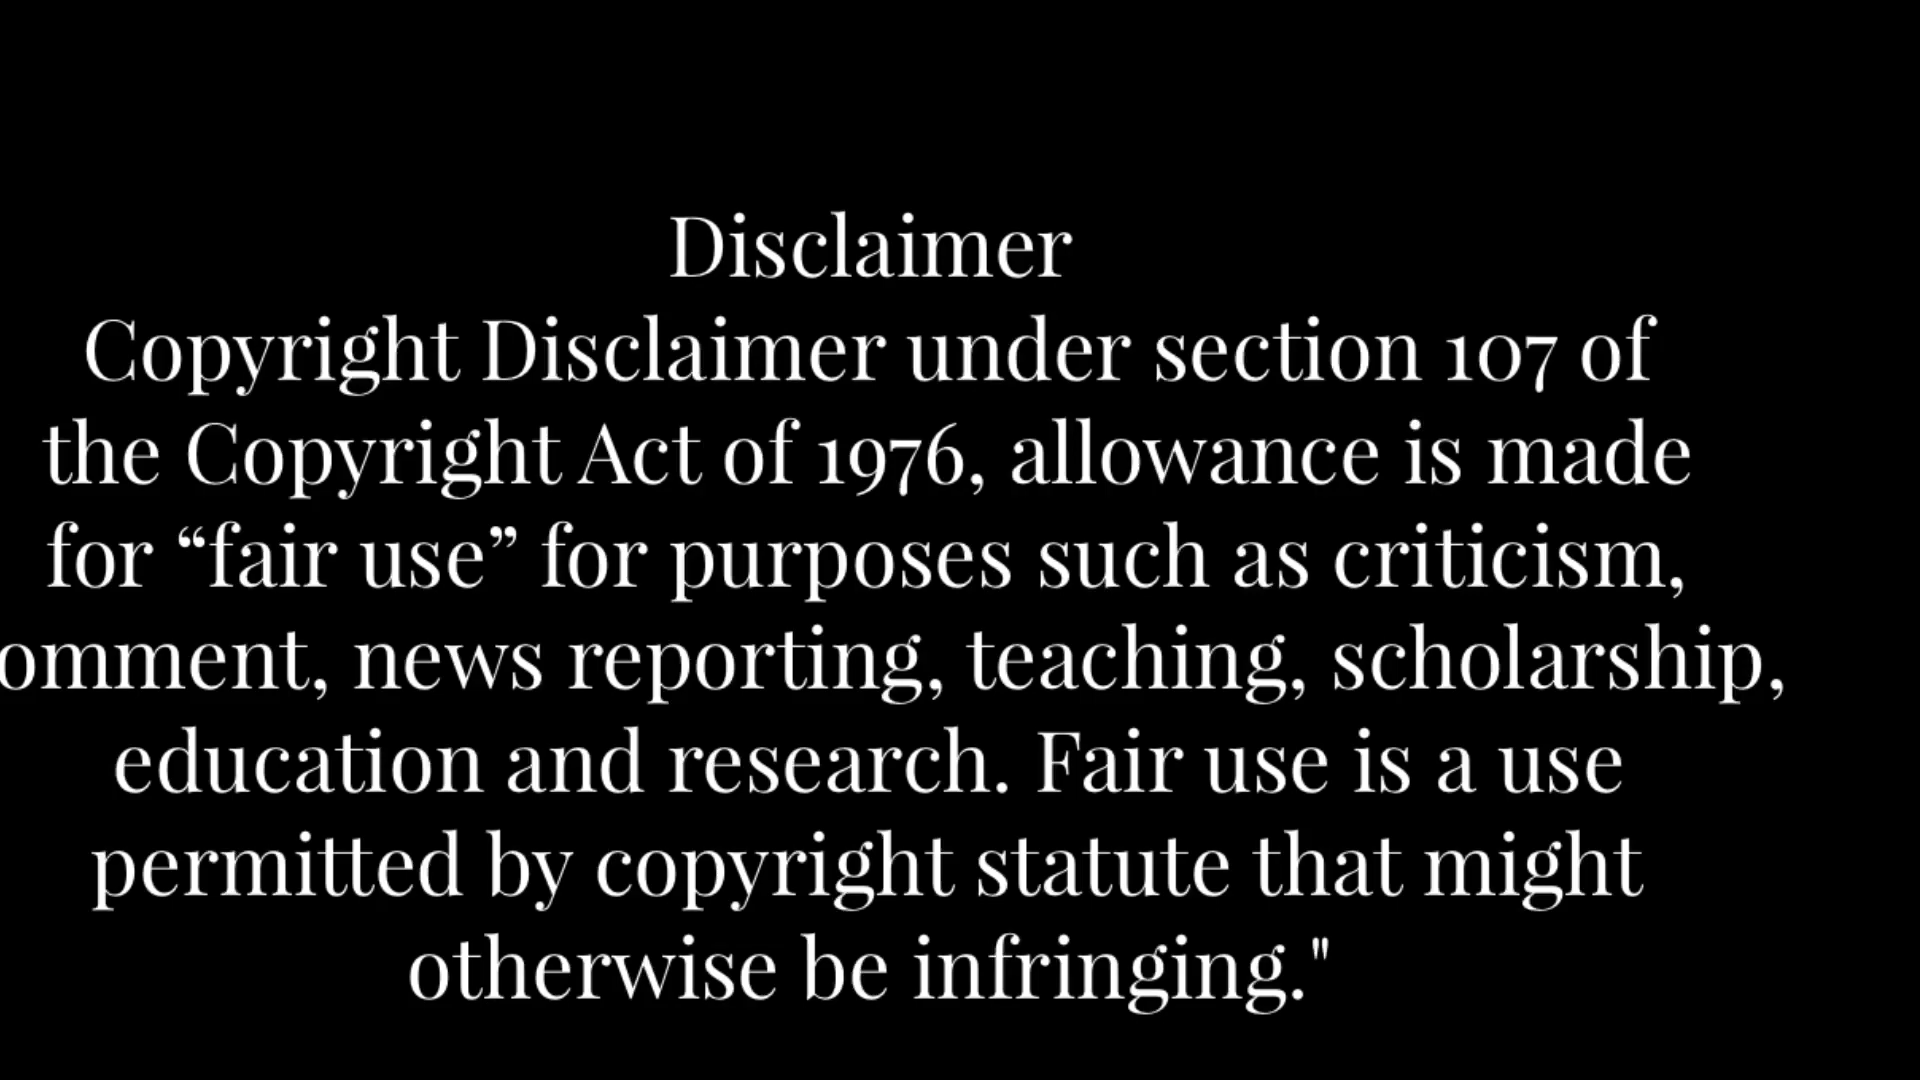 Disclaimer
Copyright Disclaimer under section 107 of
the Copyright Act of 1976, allowance is made
for “fair use” for purposes such as criticism,
omment, news reporting, teaching, scholarship,
education and research. Fair use is a use
permitted by copyright statute that might
otherwise be infringing."